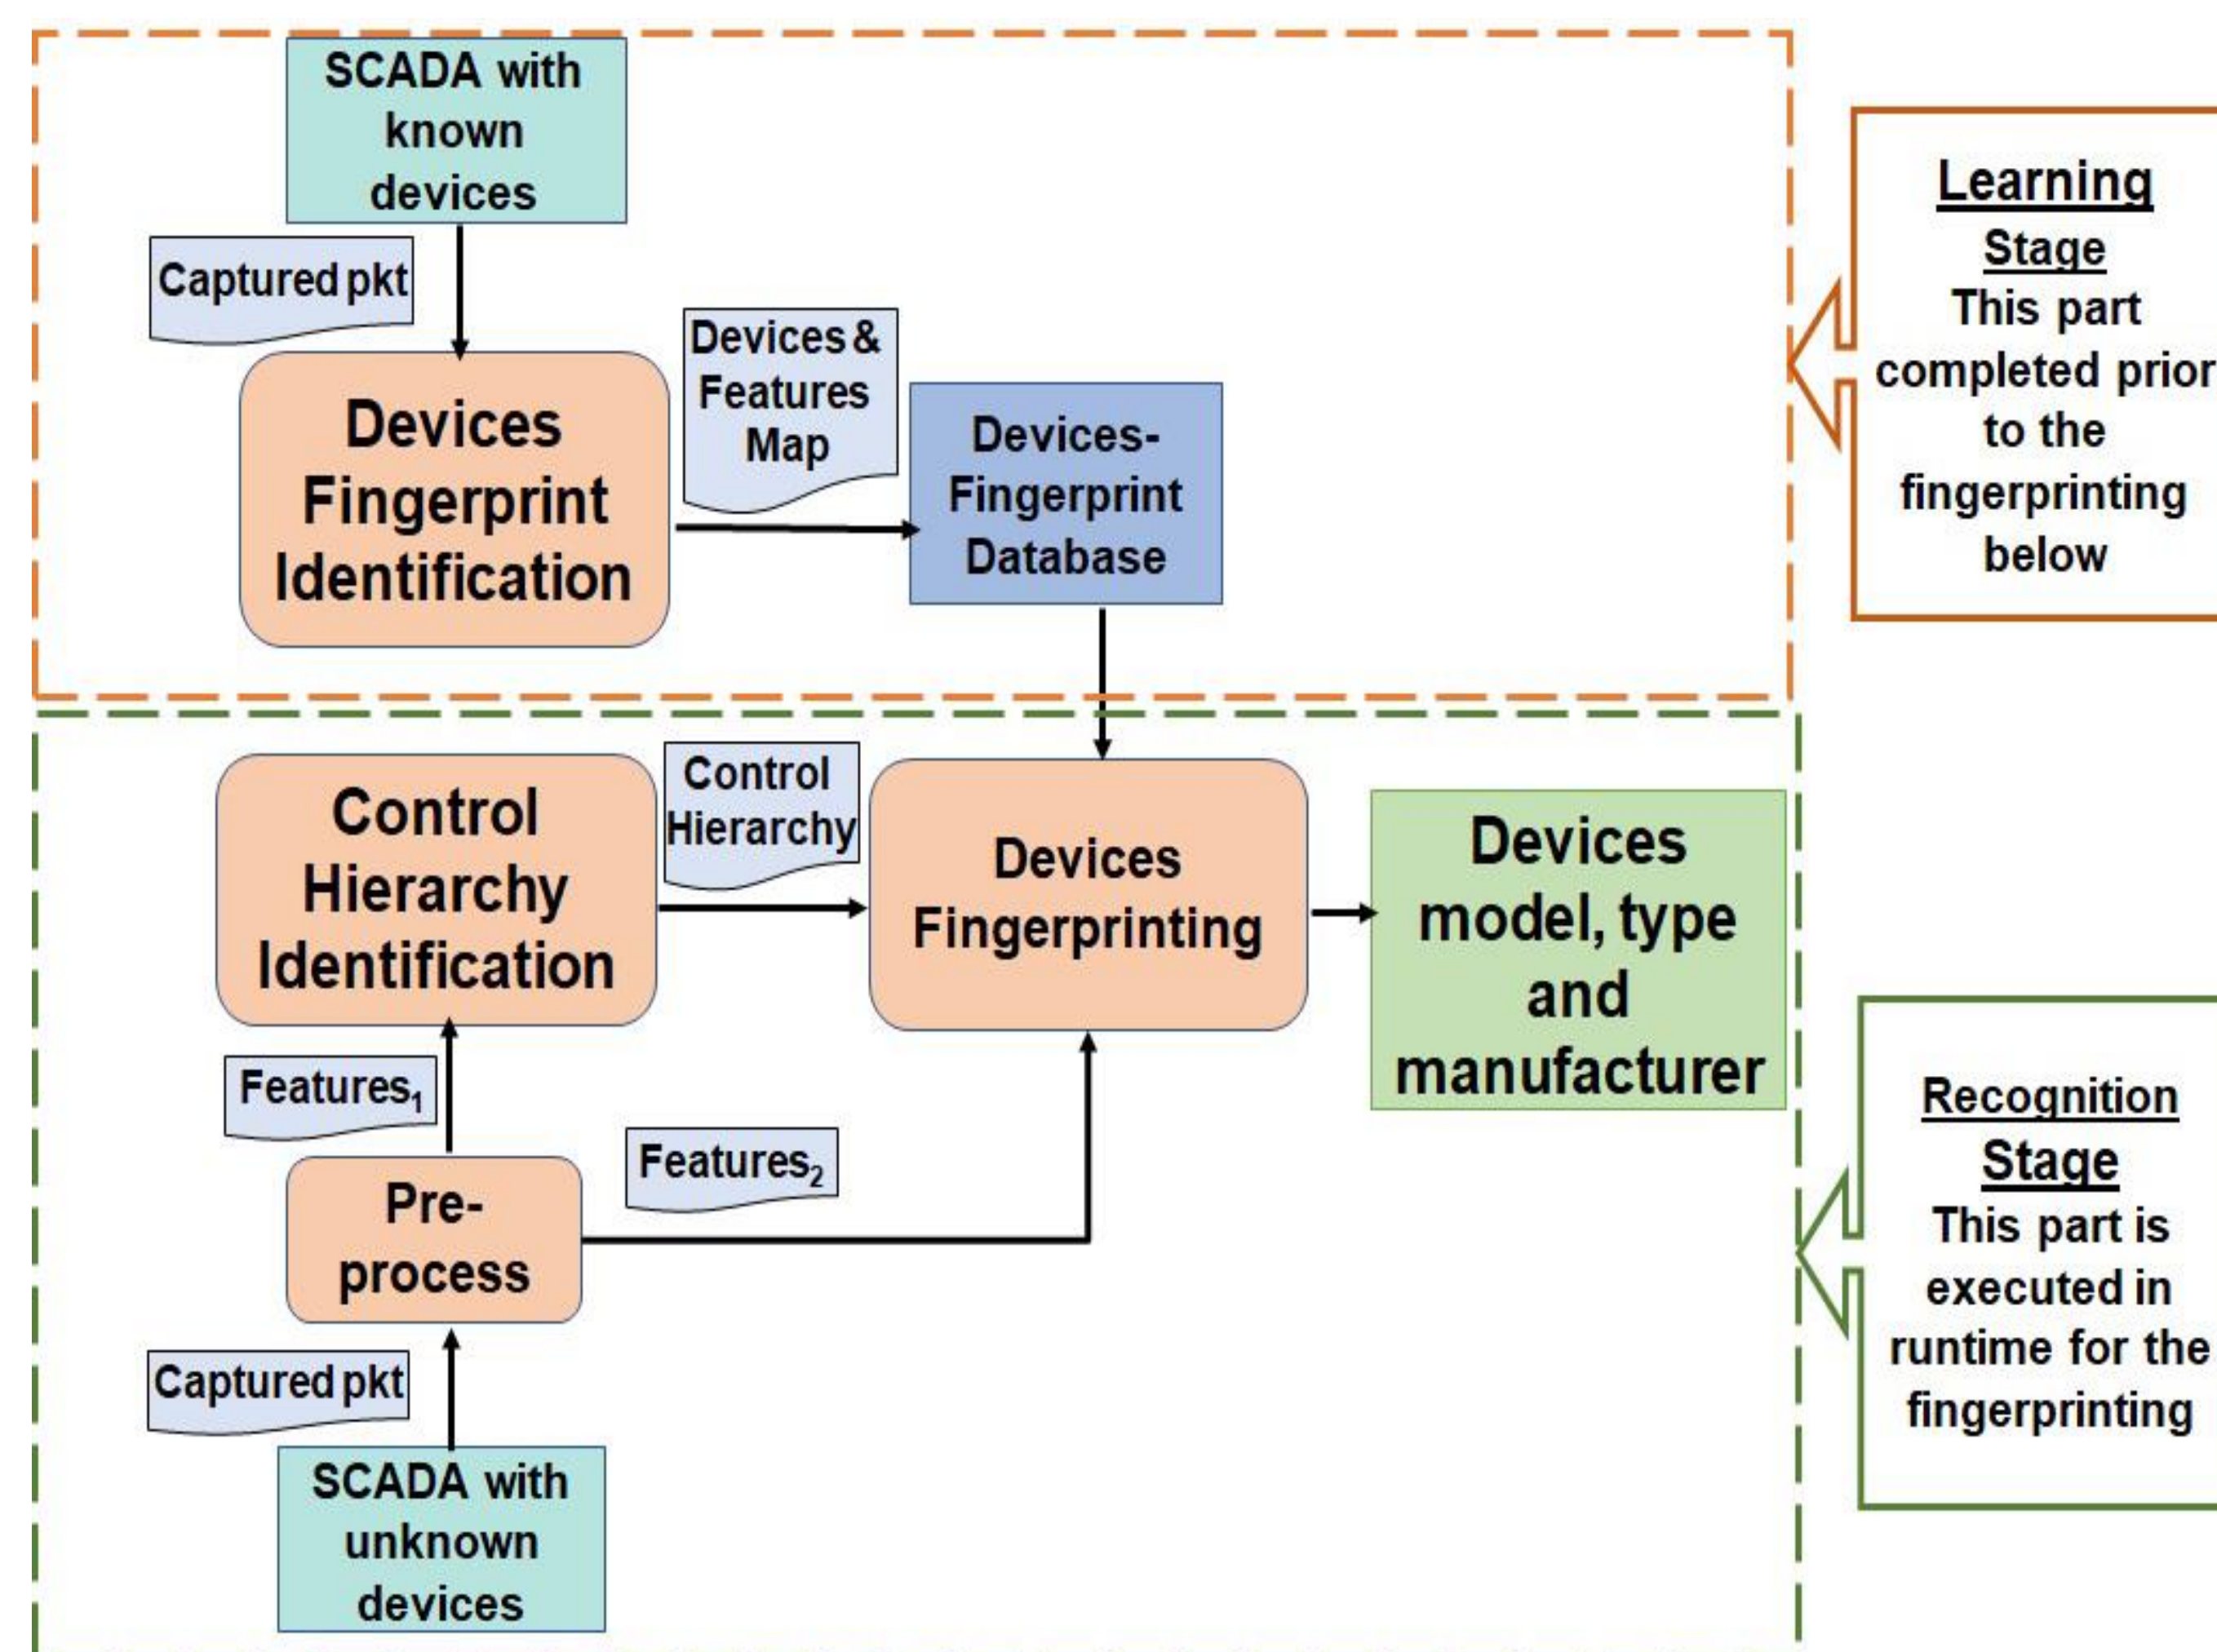 SCADA with
known
devices
Captured pkt
Devices
Fingerprint
Identification
Devices &
Features
Map
Devices-
Fingerprint
Database
Learning
Stage
This part
completed prior
to the
fingerprinting
below
Control
Hierarchy
Identification
Control
Hierarchy
Devices
Fingerprinting
Devices
model, type
and
manufacturer
Features₁
Pre-
process
Features₂
Captured pkt
SCADA with
unknown
devices
Recognition
Stage
This part is
executed in
runtime for the
fingerprinting